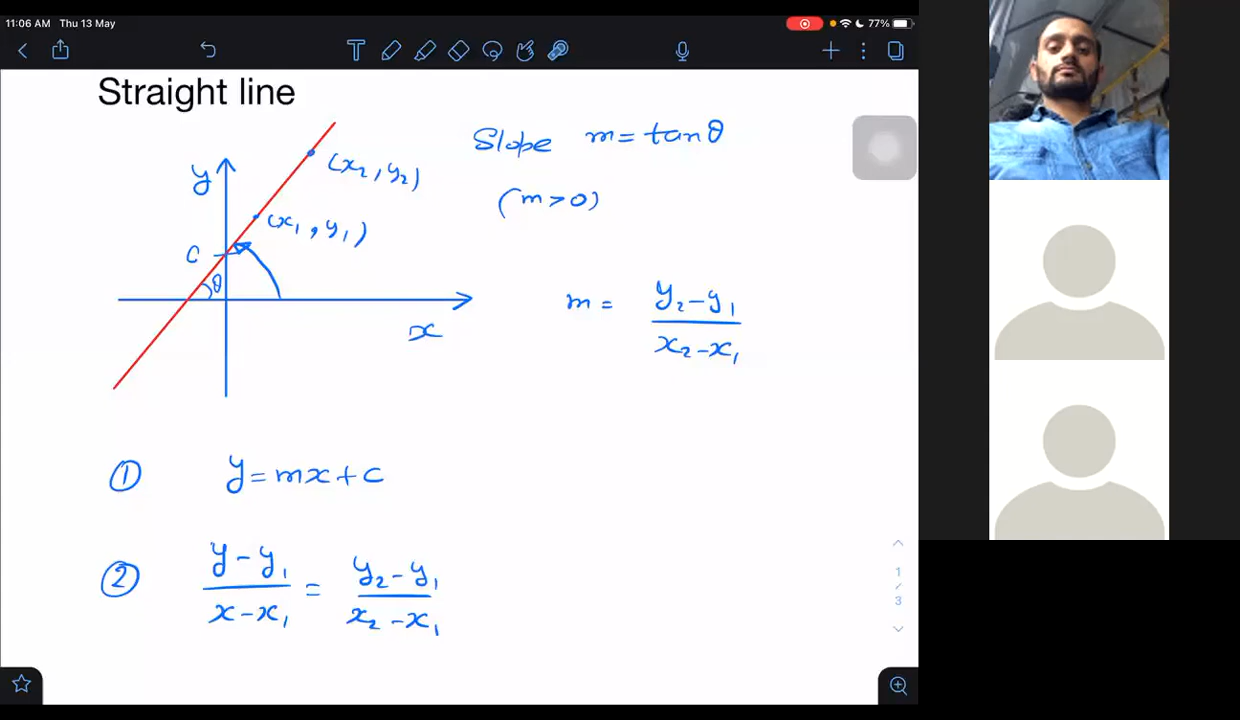 11:06 AM Thu 13 May
77%
Straight line
y
(x₂, y₂)
(x₁, y₁)
c
θ
x
Slope m = tan θ
(m > 0)
m = (y₂ - y₁)/(x₂ - x₁)
① y = mx + c
② (y - y₁)/(x - x₁) = (y₂ - y₁)/(x₂ - x₁)
1
/
3